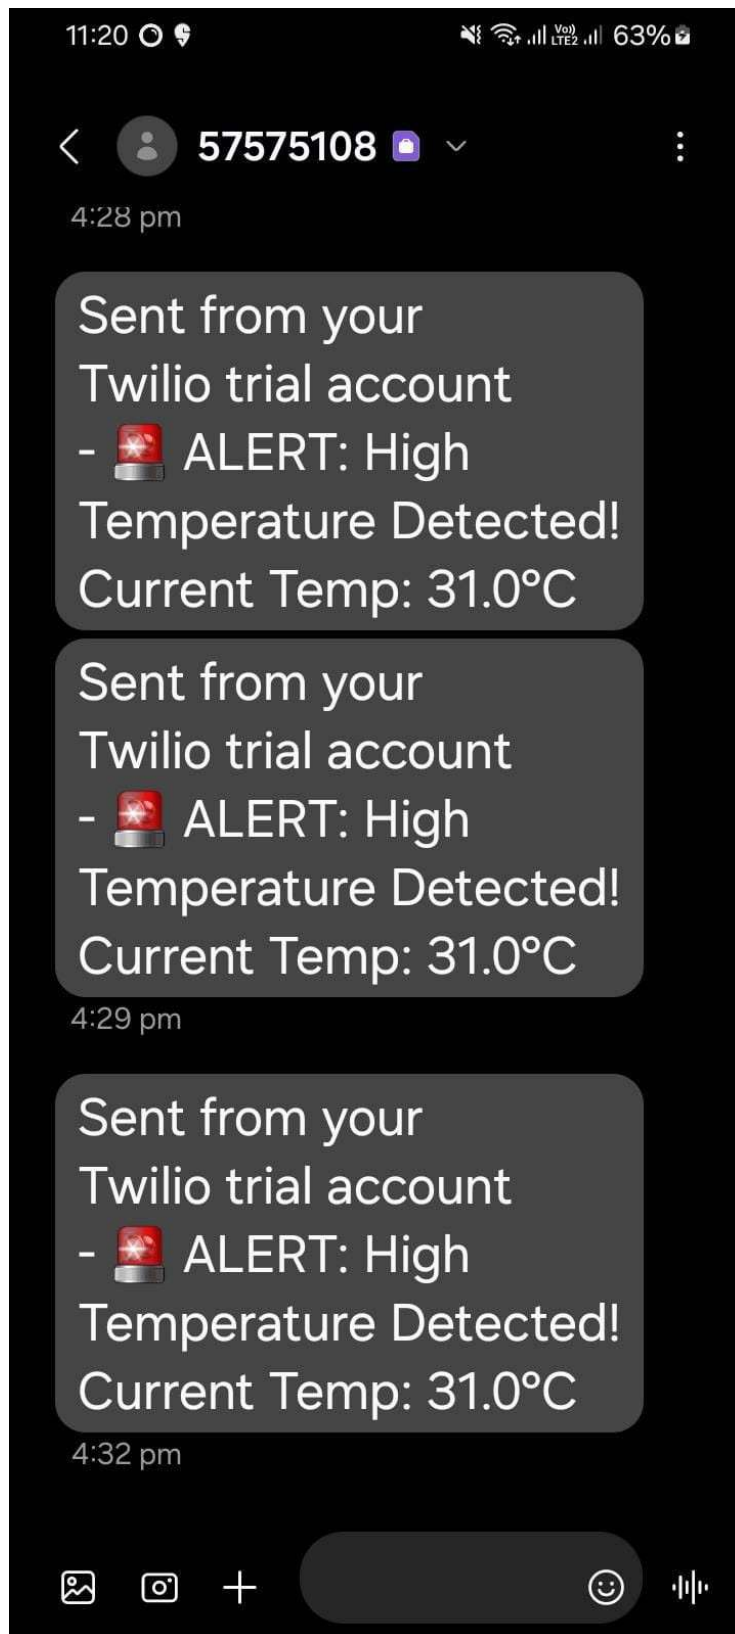 11:20 Vo)) LTE2 63%
57575108
4:28 pm
Sent from your
Twilio trial account
- 🚨 ALERT: High
Temperature Detected!
Current Temp: 31.0°C
Sent from your
Twilio trial account
- 🚨 ALERT: High
Temperature Detected!
Current Temp: 31.0°C
4:29 pm
Sent from your
Twilio trial account
- 🚨 ALERT: High
Temperature Detected!
Current Temp: 31.0°C
4:32 pm